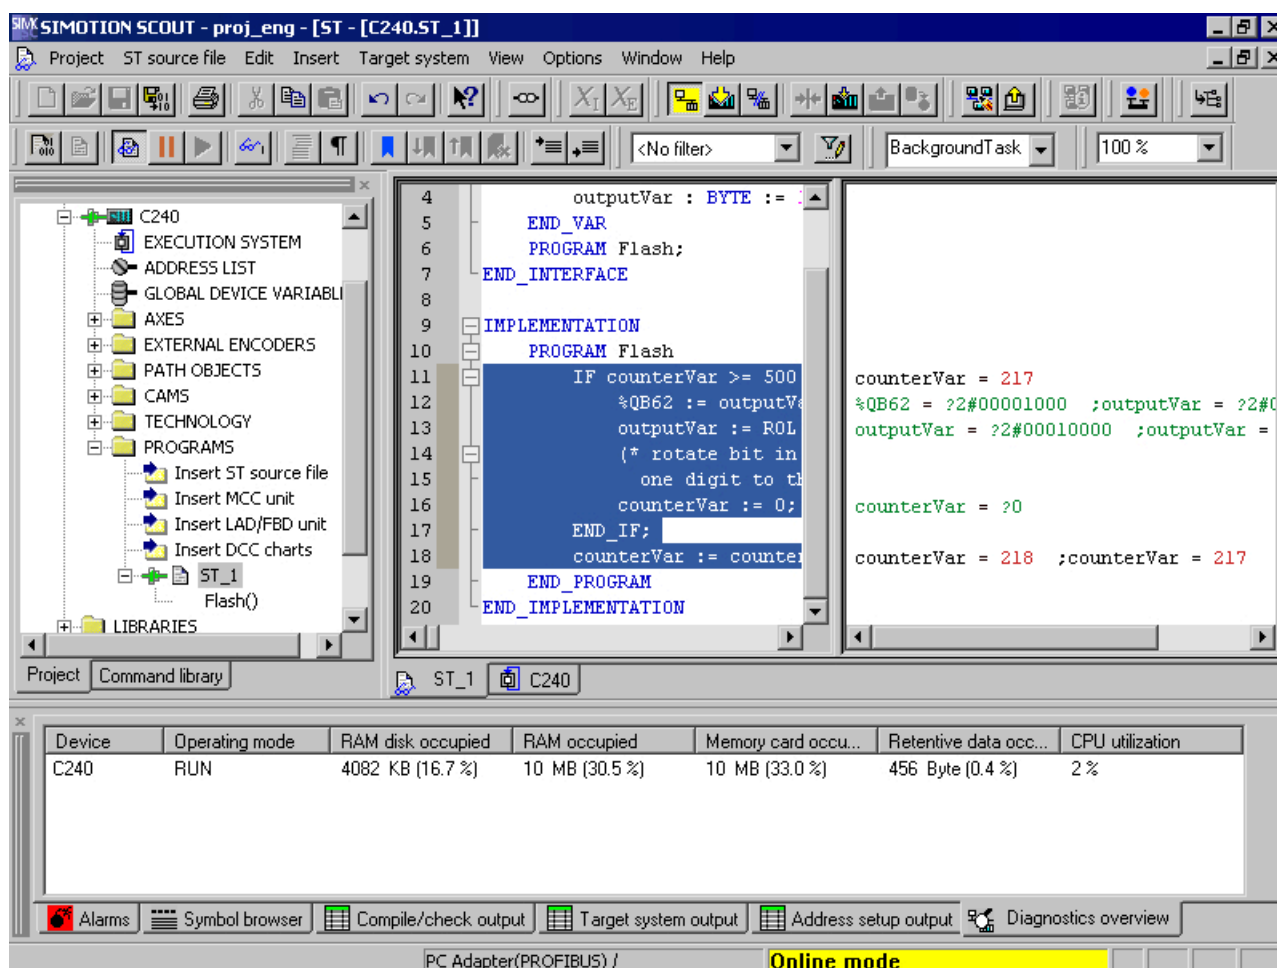 SIMOTION SCOUT - proj_eng - [ST - [C240.ST_1]]
Project ST source file Edit Insert Target system View Options Window Help
<No filter> BackgroundTask 100 %
C240
EXECUTION SYSTEM
ADDRESS LIST
GLOBAL DEVICE VARIABL
AXES
EXTERNAL ENCODERS
PATH OBJECTS
CAMS
TECHNOLOGY
PROGRAMS
Insert ST source file
Insert MCC unit
Insert LAD/FBD unit
Insert DCC charts
ST_1
Flash()
LIBRARIES
Project Command library
4 outputVar : BYTE :=
5 END_VAR
6 PROGRAM Flash;
7 END_INTERFACE
8
9 IMPLEMENTATION
10 PROGRAM Flash
11 IF counterVar >= 500
12 %QB62 := outputVa
13 outputVar := ROL
14 (* rotate bit in
15 one digit to th
16 counterVar := 0;
17 END_IF;
18 counterVar := counter
19 END_PROGRAM
20 END_IMPLEMENTATION
counterVar = 217
%QB62 = ?2#00001000 ;outputVar = ?2#0
outputVar = ?2#00010000 ;outputVar =
counterVar = ?0
counterVar = 218 ;counterVar = 217
ST_1 C240
Device Operating mode RAM disk occupied RAM occupied Memory card occu... Retentive data occ... CPU utilization
C240 RUN 4082 KB (16.7 %) 10 MB (30.5 %) 10 MB (33.0 %) 456 Byte (0.4 %) 2 %
Alarms Symbol browser Compile/check output Target system output Address setup output Diagnostics overview
PC Adapter(PROFIBUS) / Online mode